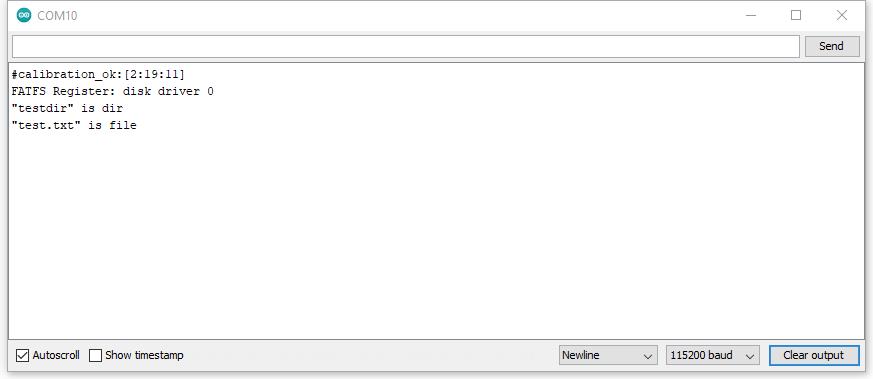 COM10
Send
#calibration_ok:[2:19:11]
FATFS Register: disk driver 0
"testdir" is dir
"test.txt" is file
Autoscroll Show timestamp Newline 115200 baud Clear output